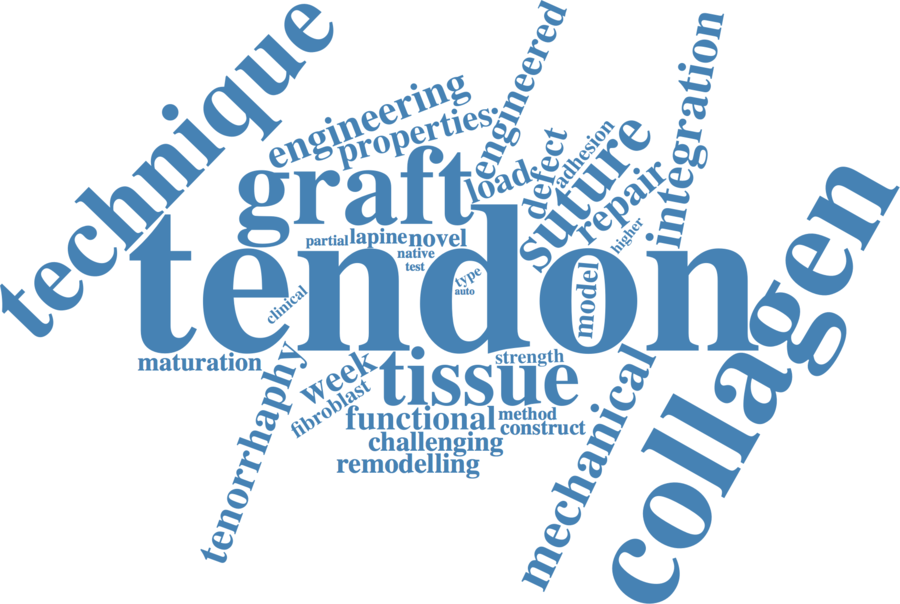 technique
engineering
properties
engineered
integration
graft
load
defect
adhesion
suture
repair
higher
partial
lapine
novel
native
test
tendon
type
auto
model
clinical
collagen
maturation
tenorrhaphy
week
fibroblast
tissue
strength
mechanical
functional
method
construct
challenging
remodelling